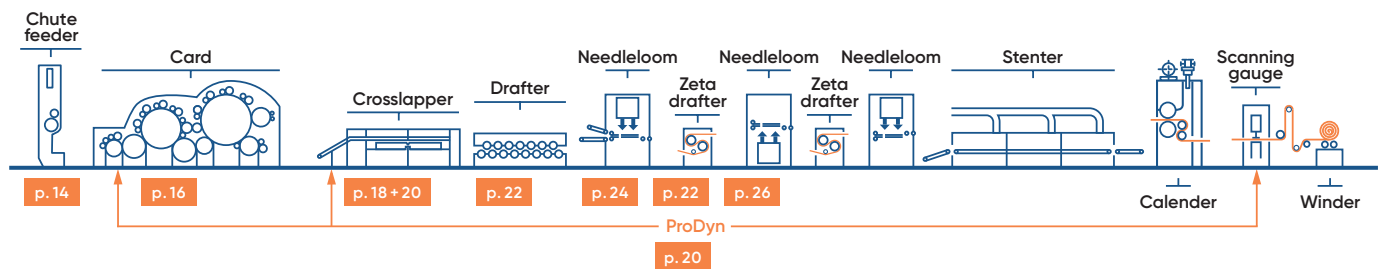 Chute
feeder
Card
Crosslapper
Drafter
Needleloom
Zeta
drafter
Needleloom
Zeta
drafter
Needleloom
Stenter
Scanning
gauge
Calender
Winder
p. 14
p. 16
p. 18 + 20
p. 22
p. 24
p. 22
p. 26
ProDyn
p. 20